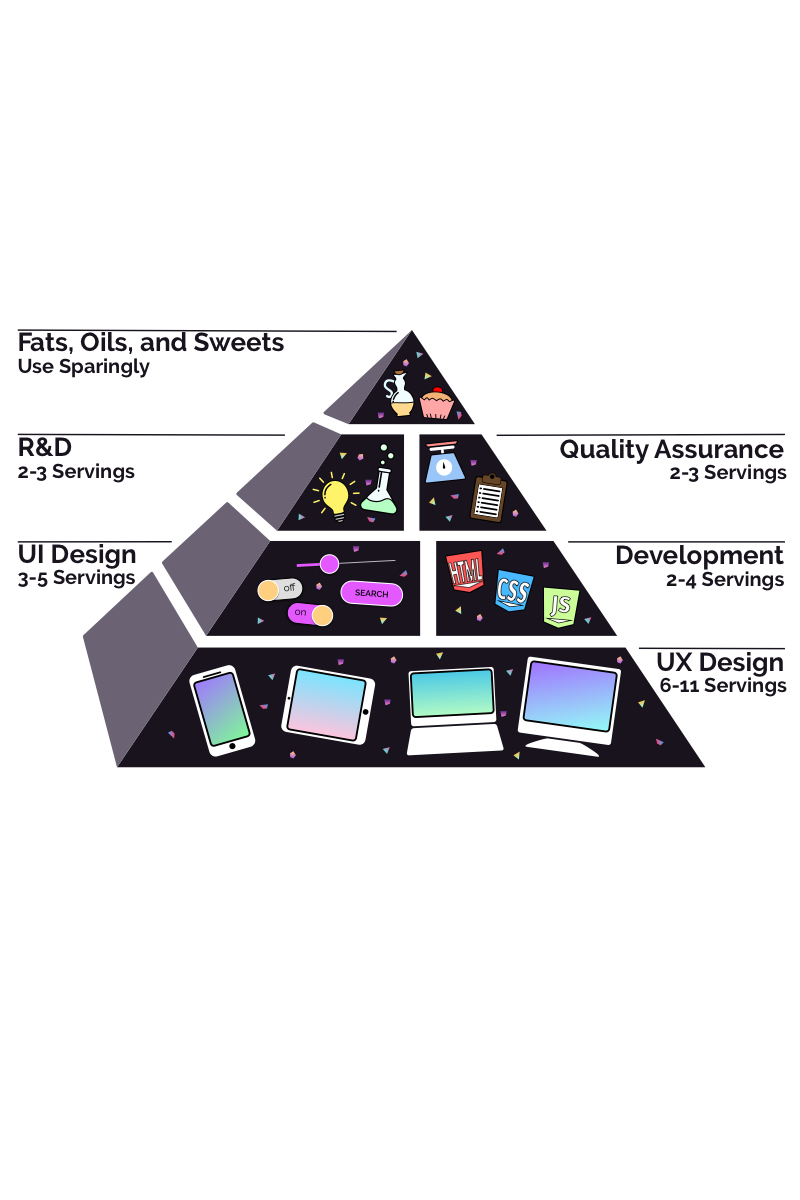 Fats, Oils, and Sweets
Use Sparingly
R&D
2-3 Servings
Quality Assurance
2-3 Servings
UI Design
3-5 Servings
off
SEARCH
on
HTML
CSS
JS
Development
2-4 Servings
UX Design
6-11 Servings